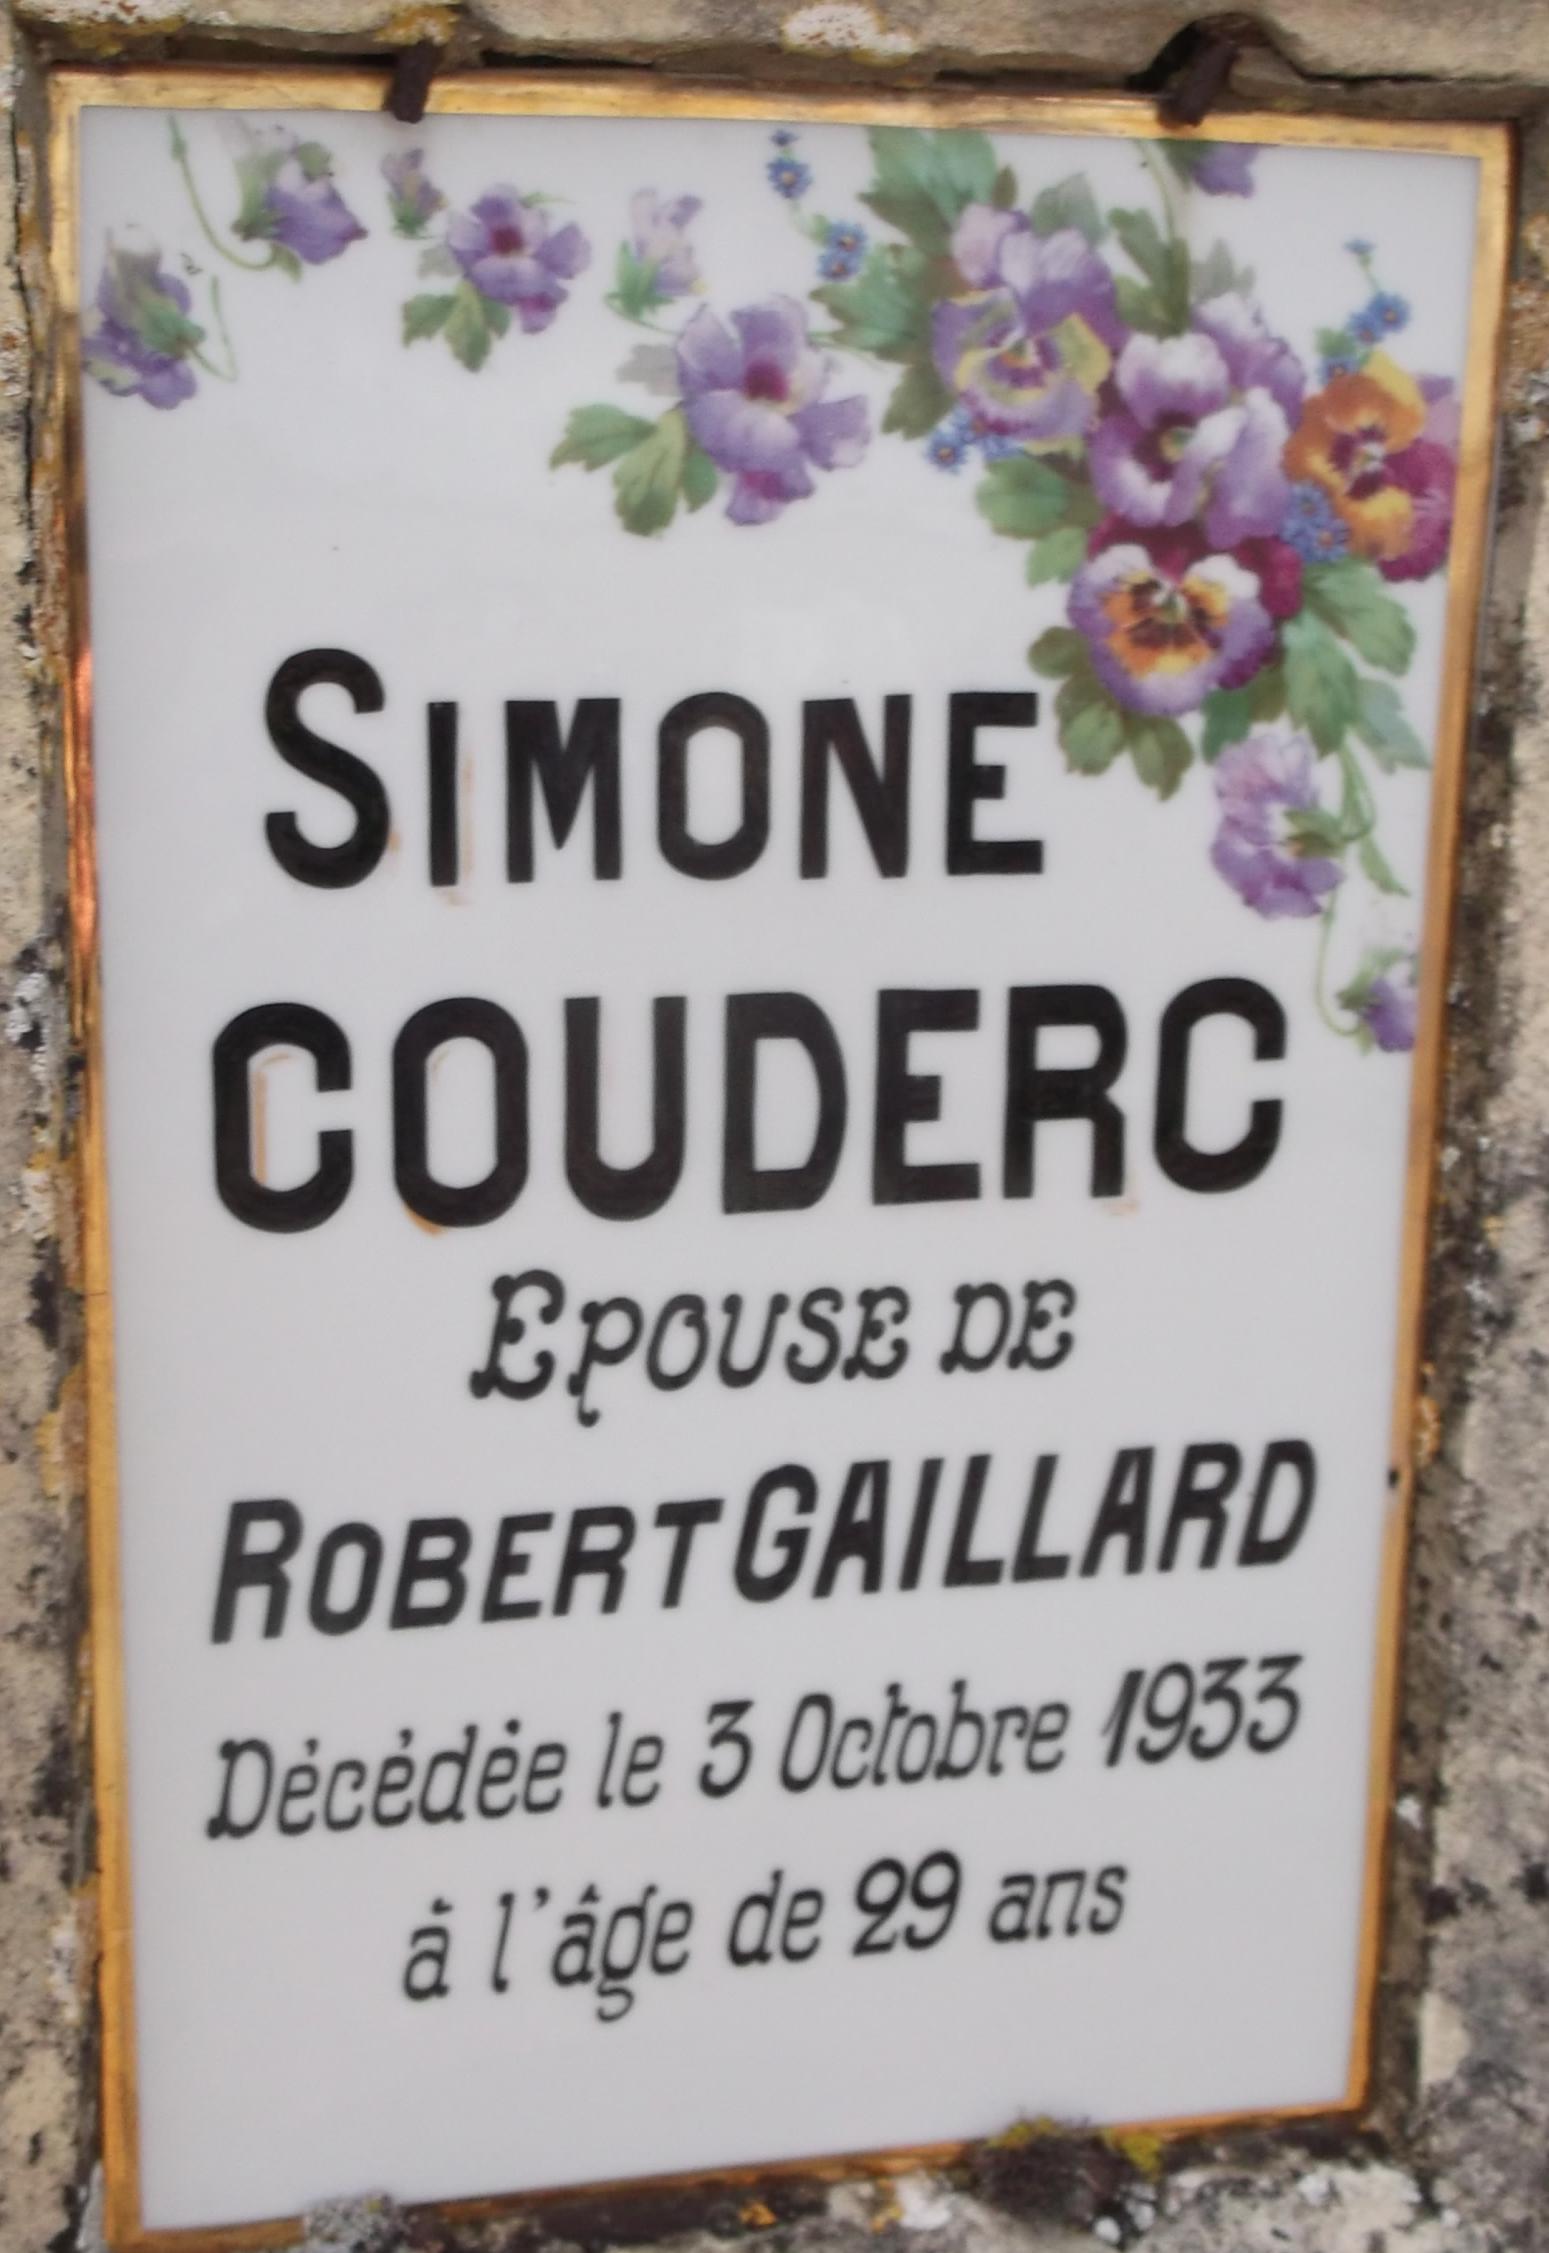 SIMONE
COUDERC
EPOUSE DE
ROBERT GAILLARD
Décédée le 3 Octobre 1933
à l'âge de 29 ans